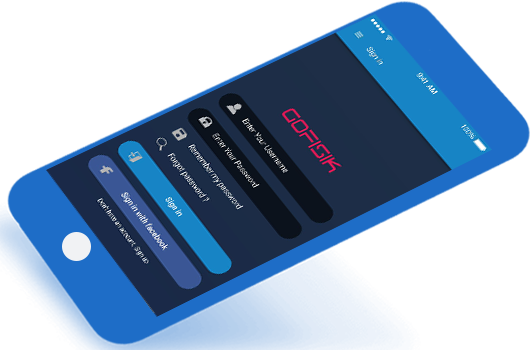 9:41 AM
100%
Sign in
GOFISIK
Enter Your Username
Enter Your Password
Remember my password
Forgot password ?
Sign in
f
Sign in with facebook
Don't have an account, Sign up